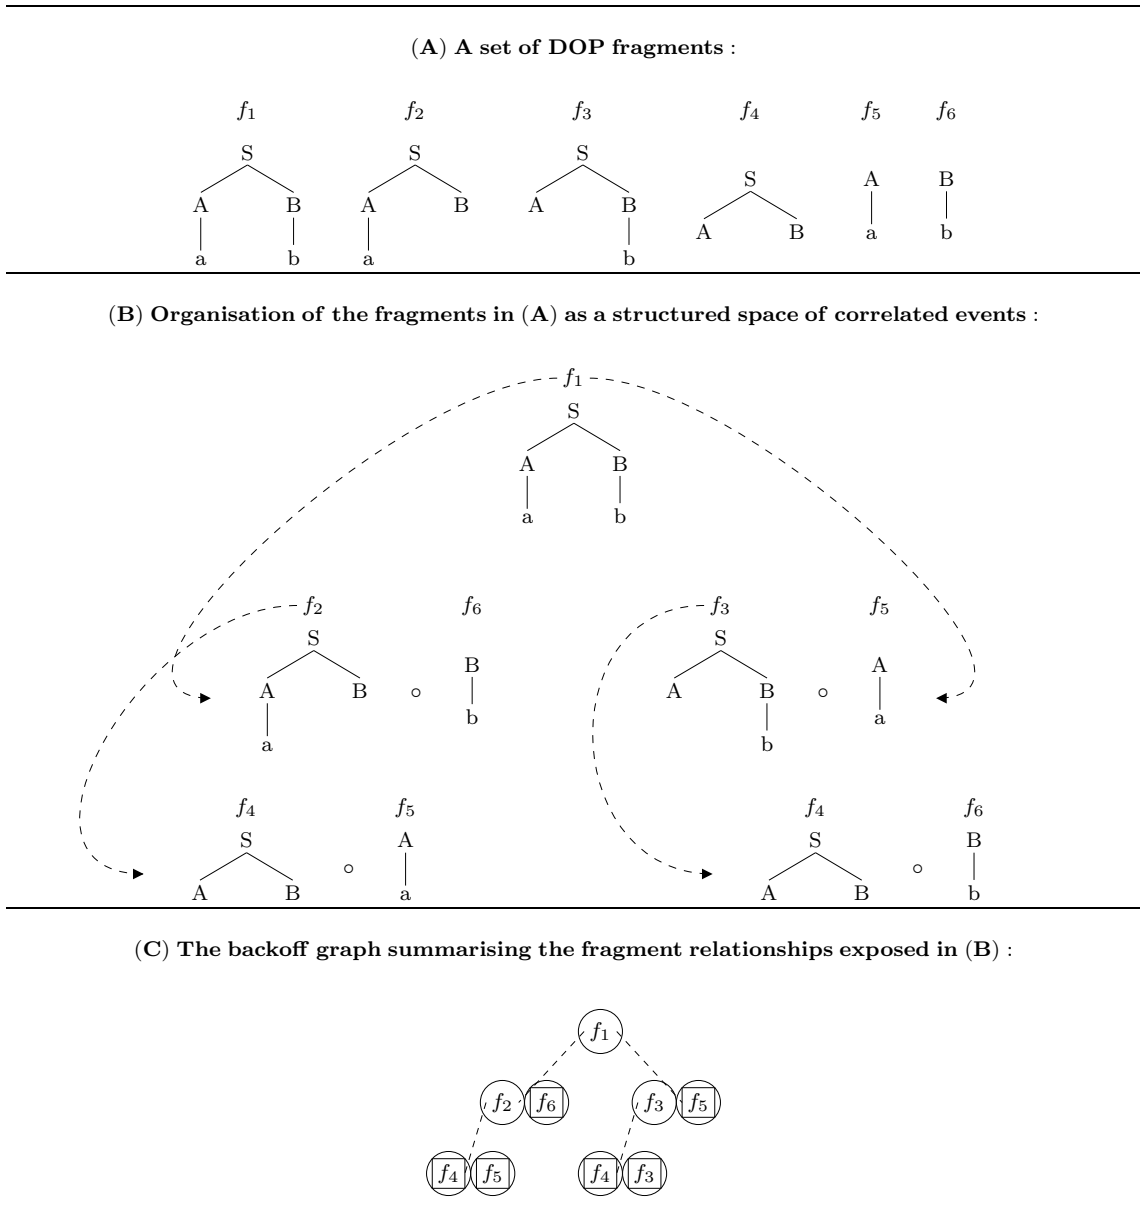 (A) A set of DOP fragments :
f1 f2 f3 f4 f5 f6
S S S
S A B
A B A B A B
A B a b
a b a b
(B) Organisation of the fragments in (A) as a structured space of correlated events :
f1
S
A B
a b
f2 f6 f3 f5
S S
B A
A B ∘ A B ∘
b a
a b
f4 f5 f4 f6
S A S B
∘ ∘
A B a A B b
(C) The backoff graph summarising the fragment relationships exposed in (B) :
f1
f2 f6 f3 f5
f4 f5 f4 f3